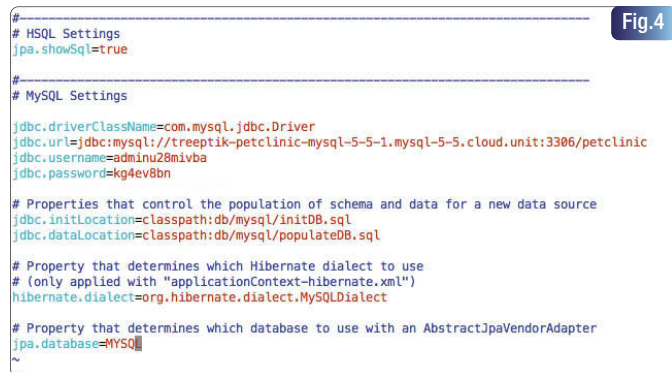 Fig.4
#---------------------------------------------------------------
# HSQL Settings
jpa.showSql=true
#---------------------------------------------------------------
# MySQL Settings
jdbc.driverClassName=com.mysql.jdbc.Driver
jdbc.url=jdbc:mysql://treeptik-petclinic-mysql-5-5-1.mysql-5-5.cloud.unit:3306/petclinic
jdbc.username=adminu28mivba
jdbc.password=kg4ev8bn
# Properties that control the population of schema and data for a new data source
jdbc.initLocation=classpath:db/mysql/initDB.sql
jdbc.dataLocation=classpath:db/mysql/populateDB.sql
# Property that determines which Hibernate dialect to use
# (only applied with "applicationContext-hibernate.xml")
hibernate.dialect=org.hibernate.dialect.MySQLDialect
# Property that determines which database to use with an AbstractJpaVendorAdapter
jpa.database=MYSQL
~